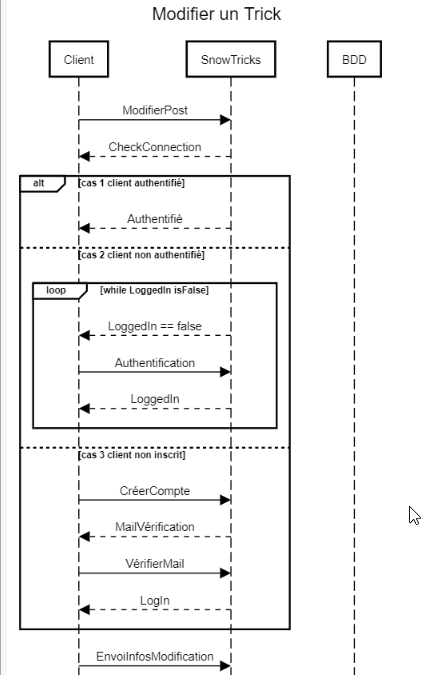 Modifier un Trick
Client
SnowTricks
BDD
ModifierPost
CheckConnection
alt
[cas 1 client authentifié]
Authentifié
[cas 2 client non authentifié]
loop
[while LoggedIn isFalse]
LoggedIn == false
Authentification
LoggedIn
[cas 3 client non inscrit]
CréerCompte
MailVérification
VérifierMail
LogIn
EnvoiInfosModification